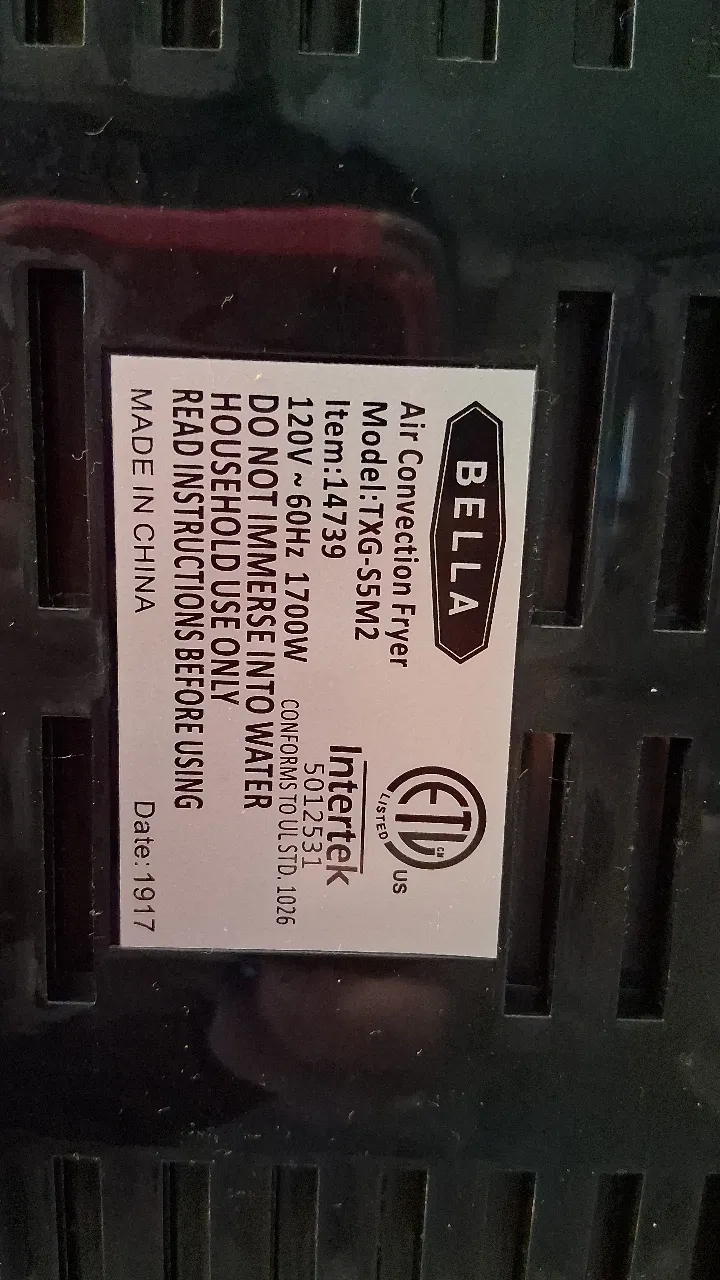 BELLA
Air Convection Fryer
Model:TXG-S5M2
Item:14739
120V ~ 60Hz 1700W
DO NOT IMMERSE INTO WATER
HOUSEHOLD USE ONLY
READ INSTRUCTIONS BEFORE USING
MADE IN CHINA
ETL CM
LISTED
US
Intertek
5012531
CONFORMS TO UL STD. 1026
Date:1917